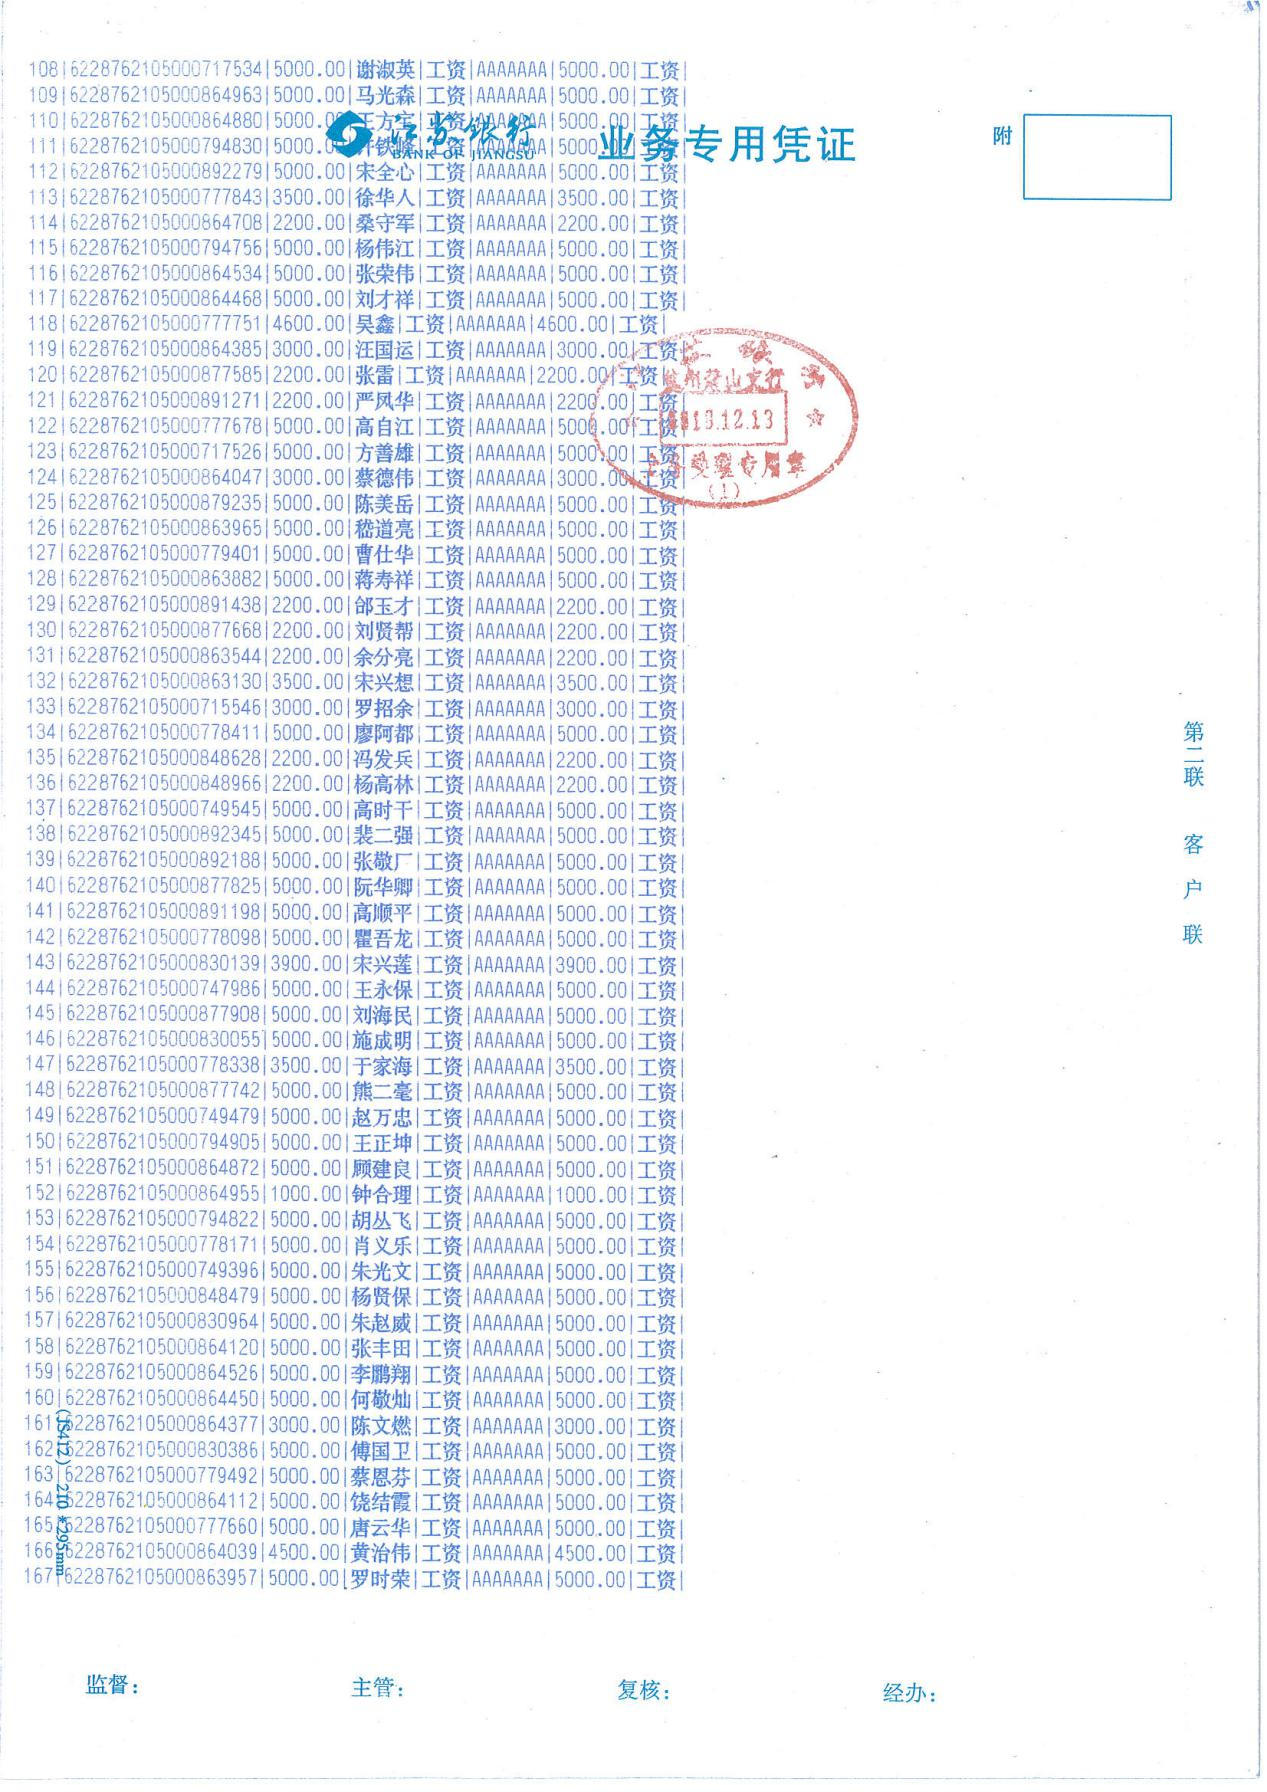 108|6228762105000717534|5000.00|谢淑英|工资|AAAAAAA|5000.00|工资|
109|6228762105000864963|5000.00|马光森|工资|AAAAAAA|5000.00|工资|
110|6228762105000864880|5000.00|王方宝|工资|AAAAAAA|5000.00|工资|
江苏银行
BANK OF JIANGSU
业务专用凭证
附
111|6228762105000794830|5000.00|许铁峰|工资|AAAAAAA|5000.00|工资|
112|6228762105000892279|5000.00|宋全心|工资|AAAAAAA|5000.00|工资|
113|6228762105000777843|3500.00|徐华人|工资|AAAAAAA|3500.00|工资|
114|6228762105000864708|2200.00|桑守军|工资|AAAAAAA|2200.00|工资|
115|6228762105000794756|5000.00|杨伟江|工资|AAAAAAA|5000.00|工资|
116|6228762105000864534|5000.00|张荣伟|工资|AAAAAAA|5000.00|工资|
117|6228762105000864468|5000.00|刘才祥|工资|AAAAAAA|5000.00|工资|
118|6228762105000777751|4600.00|吴鑫|工资|AAAAAAA|4600.00|工资|
119|6228762105000864385|3000.00|汪国运|工资|AAAAAAA|3000.00|工资|
120|6228762105000877585|2200.00|张雷|工资|AAAAAAA|2200.00|工资|
121|6228762105000891271|2200.00|严凤华|工资|AAAAAAA|2200.00|工资|
122|6228762105000777678|5000.00|高自江|工资|AAAAAAA|5000.00|工资|
123|6228762105000717526|5000.00|方善雄|工资|AAAAAAA|5000.00|工资|
124|6228762105000864047|3000.00|蔡德伟|工资|AAAAAAA|3000.00|工资|
(1)
125|6228762105000879235|5000.00|陈美岳|工资|AAAAAAA|5000.00|工资|
126|6228762105000863965|5000.00|嵇道亮|工资|AAAAAAA|5000.00|工资|
127|6228762105000779401|5000.00|曹仕华|工资|AAAAAAA|5000.00|工资|
128|6228762105000863882|5000.00|蒋寿祥|工资|AAAAAAA|5000.00|工资|
129|6228762105000891438|2200.00|邰玉才|工资|AAAAAAA|2200.00|工资|
130|6228762105000877668|2200.00|刘贤帮|工资|AAAAAAA|2200.00|工资|
131|6228762105000863544|2200.00|余分亮|工资|AAAAAAA|2200.00|工资|
132|6228762105000863130|3500.00|宋兴想|工资|AAAAAAA|3500.00|工资|
133|6228762105000715546|3000.00|罗招余|工资|AAAAAAA|3000.00|工资|
134|6228762105000778411|5000.00|廖阿都|工资|AAAAAAA|5000.00|工资|
135|6228762105000848628|2200.00|冯发兵|工资|AAAAAAA|2200.00|工资|
136|6228762105000848966|2200.00|杨高林|工资|AAAAAAA|2200.00|工资|
137|6228762105000749545|5000.00|高时干|工资|AAAAAAA|5000.00|工资|
138|6228762105000892345|5000.00|裴二强|工资|AAAAAAA|5000.00|工资|
139|6228762105000892188|5000.00|张敬厂|工资|AAAAAAA|5000.00|工资|
140|6228762105000877825|5000.00|阮华卿|工资|AAAAAAA|5000.00|工资|
141|6228762105000891198|5000.00|高顺平|工资|AAAAAAA|5000.00|工资|
142|6228762105000778098|5000.00|瞿吾龙|工资|AAAAAAA|5000.00|工资|
143|6228762105000830139|3900.00|宋兴莲|工资|AAAAAAA|3900.00|工资|
144|6228762105000747986|5000.00|王永保|工资|AAAAAAA|5000.00|工资|
145|6228762105000877908|5000.00|刘海民|工资|AAAAAAA|5000.00|工资|
146|6228762105000830055|5000.00|施成明|工资|AAAAAAA|5000.00|工资|
147|6228762105000778338|3500.00|于家海|工资|AAAAAAA|3500.00|工资|
148|6228762105000877742|5000.00|熊二毫|工资|AAAAAAA|5000.00|工资|
149|6228762105000749479|5000.00|赵万忠|工资|AAAAAAA|5000.00|工资|
150|6228762105000794905|5000.00|王正坤|工资|AAAAAAA|5000.00|工资|
151|6228762105000864872|5000.00|顾建良|工资|AAAAAAA|5000.00|工资|
152|6228762105000864955|1000.00|钟合理|工资|AAAAAAA|1000.00|工资|
153|6228762105000794822|5000.00|胡丛飞|工资|AAAAAAA|5000.00|工资|
154|6228762105000778171|5000.00|肖义乐|工资|AAAAAAA|5000.00|工资|
155|6228762105000749396|5000.00|朱光文|工资|AAAAAAA|5000.00|工资|
156|6228762105000848479|5000.00|杨贤保|工资|AAAAAAA|5000.00|工资|
157|6228762105000830964|5000.00|朱赵威|工资|AAAAAAA|5000.00|工资|
158|6228762105000864120|5000.00|张丰田|工资|AAAAAAA|5000.00|工资|
159|6228762105000864526|5000.00|李鹏翔|工资|AAAAAAA|5000.00|工资|
160|6228762105000864450|5000.00|何敬灿|工资|AAAAAAA|5000.00|工资|
161|6228762105000864377|3000.00|陈文燃|工资|AAAAAAA|3000.00|工资|
162|6228762105000830386|5000.00|傅国卫|工资|AAAAAAA|5000.00|工资|
163|6228762105000779492|5000.00|蔡恩芬|工资|AAAAAAA|5000.00|工资|
164|6228762105000864112|5000.00|饶结霞|工资|AAAAAAA|5000.00|工资|
165|6228762105000777660|5000.00|唐云华|工资|AAAAAAA|5000.00|工资|
166|6228762105000864039|4500.00|黄治伟|工资|AAAAAAA|4500.00|工资|
167|6228762105000863957|5000.00|罗时荣|工资|AAAAAAA|5000.00|工资|
(JS412) 210*295mm
第二联 客户联
监督: 主管: 复核: 经办: